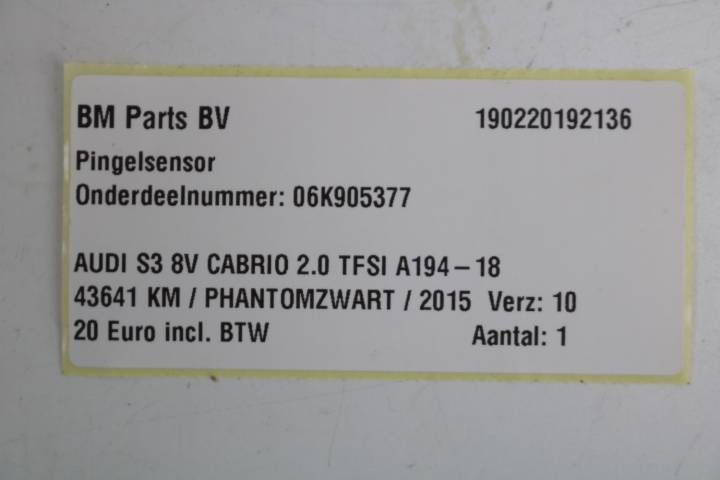 BM Parts BV 190220192136
Pingelsensor
Onderdeelnummer: 06K905377
AUDI S3 8V CABRIO 2.0 TFSI A194-18
43641 KM / PHANTOMZWART / 2015 Verz: 10
20 Euro incl. BTW Aantal: 1